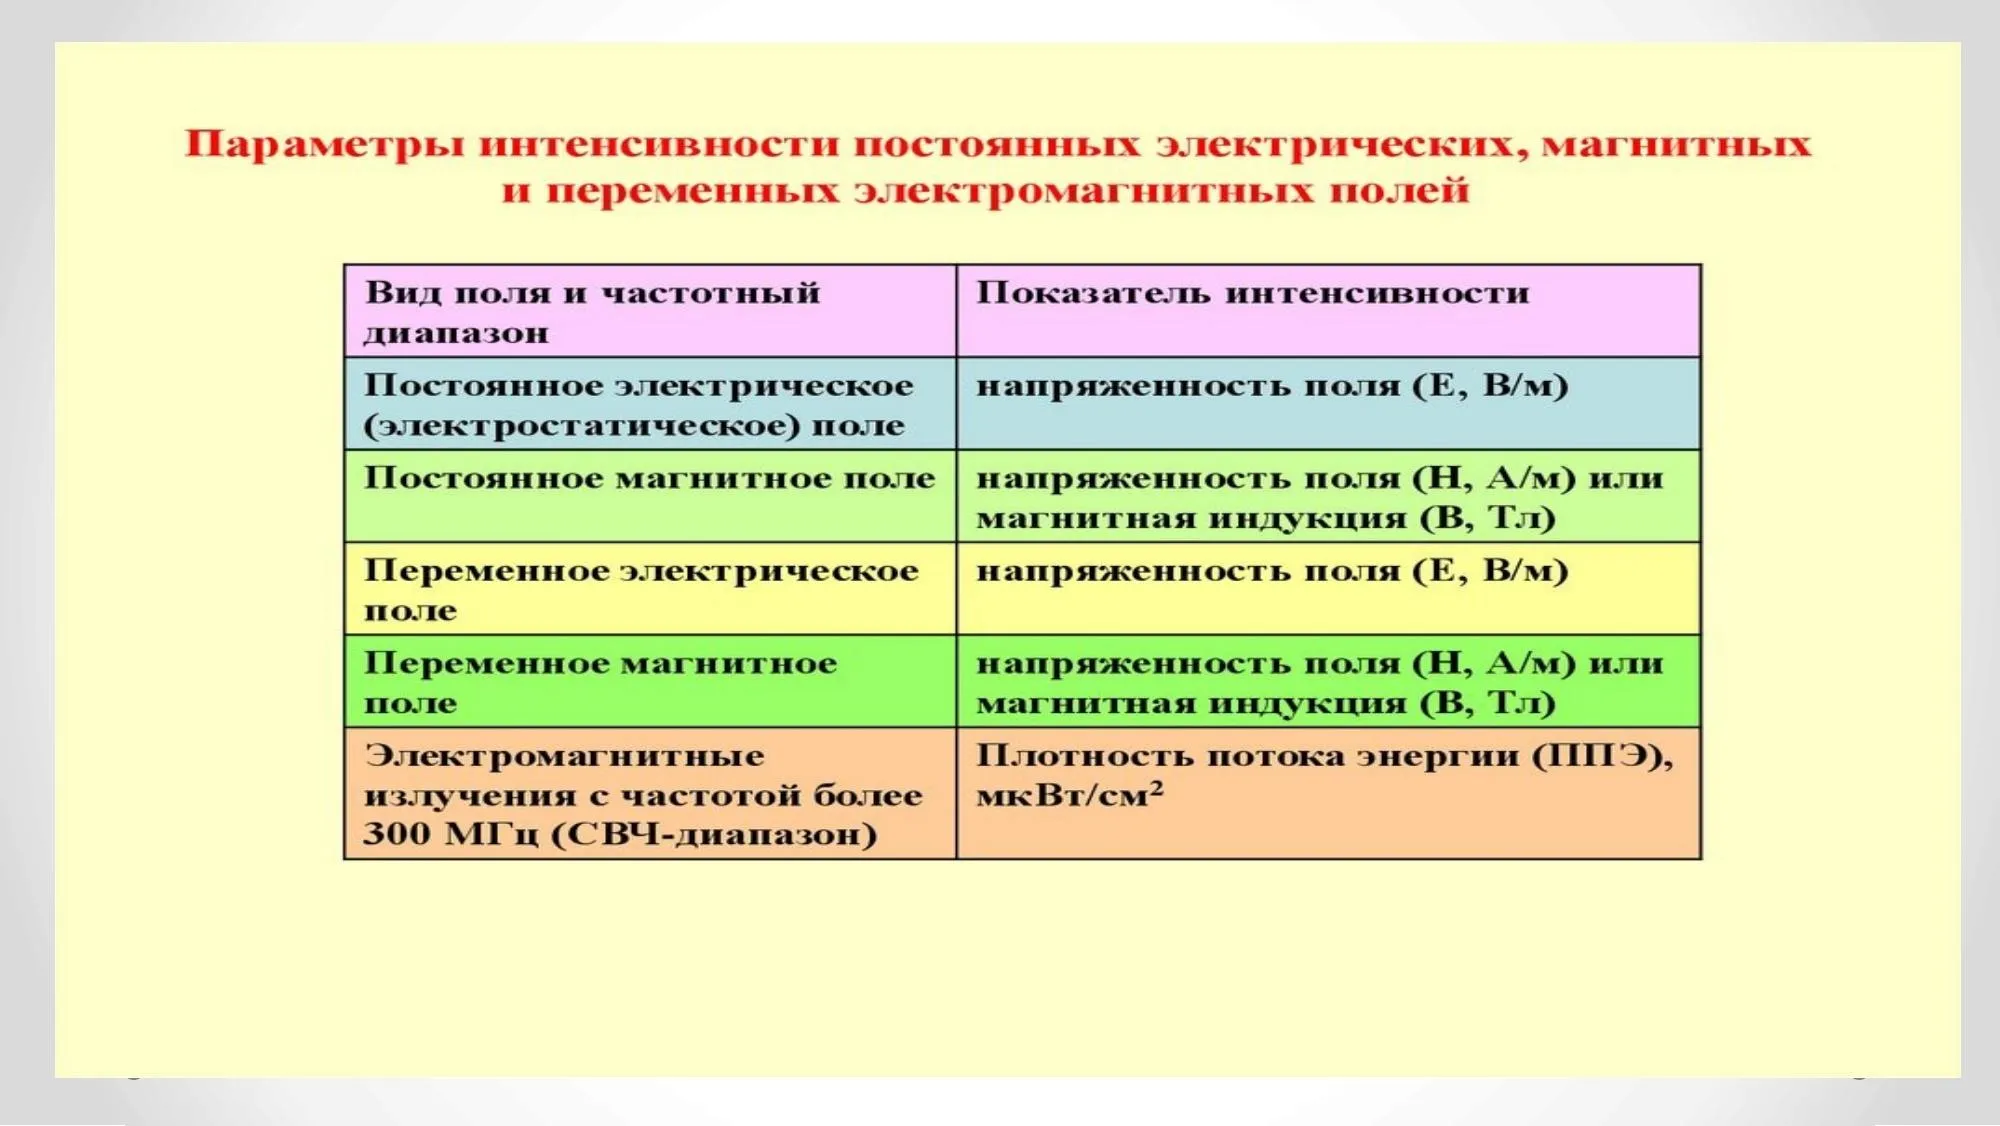 Параметры интенсивности постоянных электрических, магнитных
и переменных электромагнитных полей
Вид поля и частотный
диапазон
Показатель интенсивности
Постоянное электрическое
(электростатическое) поле
напряженность поля (Е, В/м)
Постоянное магнитное поле
напряженность поля (Н, А/м) или
магнитная индукция (В, Тл)
Переменное электрическое
поле
напряженность поля (Е, В/м)
Переменное магнитное
поле
напряженность поля (Н, А/м) или
магнитная индукция (В, Тл)
Электромагнитные
излучения с частотой более
300 МГц (СВЧ-диапазон)
Плотность потока энергии (ППЭ),
мкВт/см²